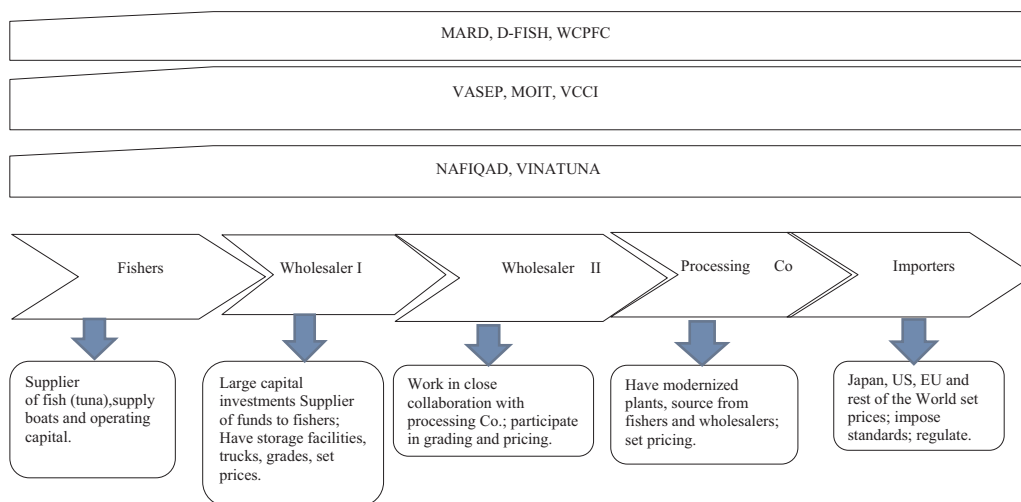 MARD, D-FISH, WCPFC
VASEP, MOIT, VCCI
NAFIQAD, VINATUNA
Fishers
Wholesaler I
Wholesaler II
Processing Co
Importers
Supplier
of fish (tuna),supply
boats and operating
capital.
Large capital
investments Supplier
of funds to fishers;
Have storage facilities,
trucks, grades, set
prices.
Work in close
collaboration with
processing Co.; participate
in grading and pricing.
Have modernized
plants, source from
fishers and wholesalers;
set pricing.
Japan, US, EU and
rest of the World set
prices; impose
standards; regulate.